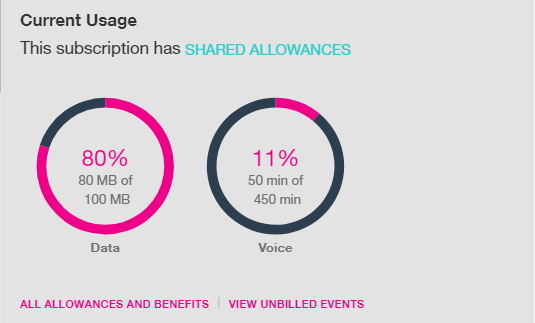 Current Usage
This subscription has SHARED ALLOWANCES
80%
80 MB of
100 MB
Data
11%
50 min of
450 min
Voice
ALL ALLOWANCES AND BENEFITS | VIEW UNBILLED EVENTS